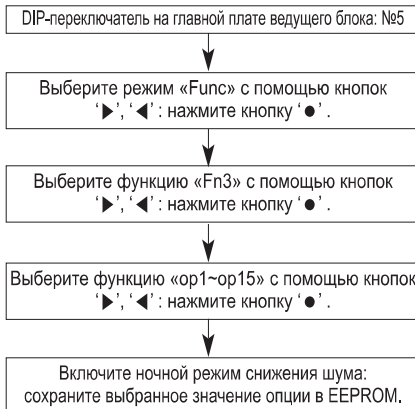 DIP-переключатель на главной плате ведущего блока: №5
Выберите режим «Func» с помощью кнопок
‘▶’, ‘◀’ : нажмите кнопку ‘●’ .
Выберите функцию «Fn3» с помощью кнопок
‘▶’, ‘◀’ : нажмите кнопку ‘●’ .
Выберите функцию «op1~op15» с помощью кнопок
‘▶’, ‘◀’ : нажмите кнопку ‘●’ .
Включите ночной режим снижения шума:
сохраните выбранное значение опции в EEPROM.